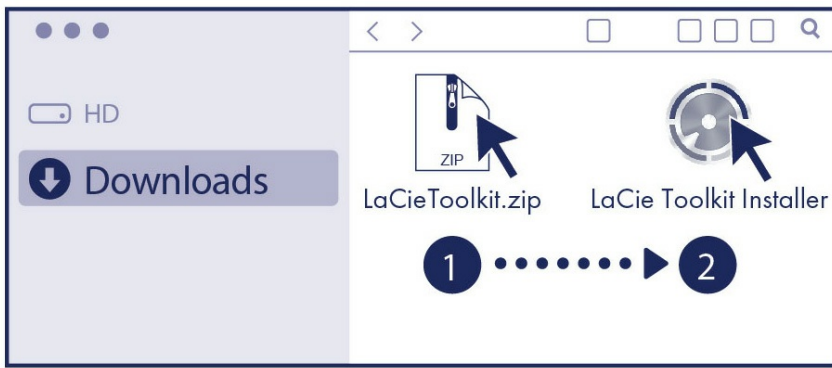 HD
Downloads
ZIP
LaCieToolkit.zip
LaCie Toolkit Installer
1
2